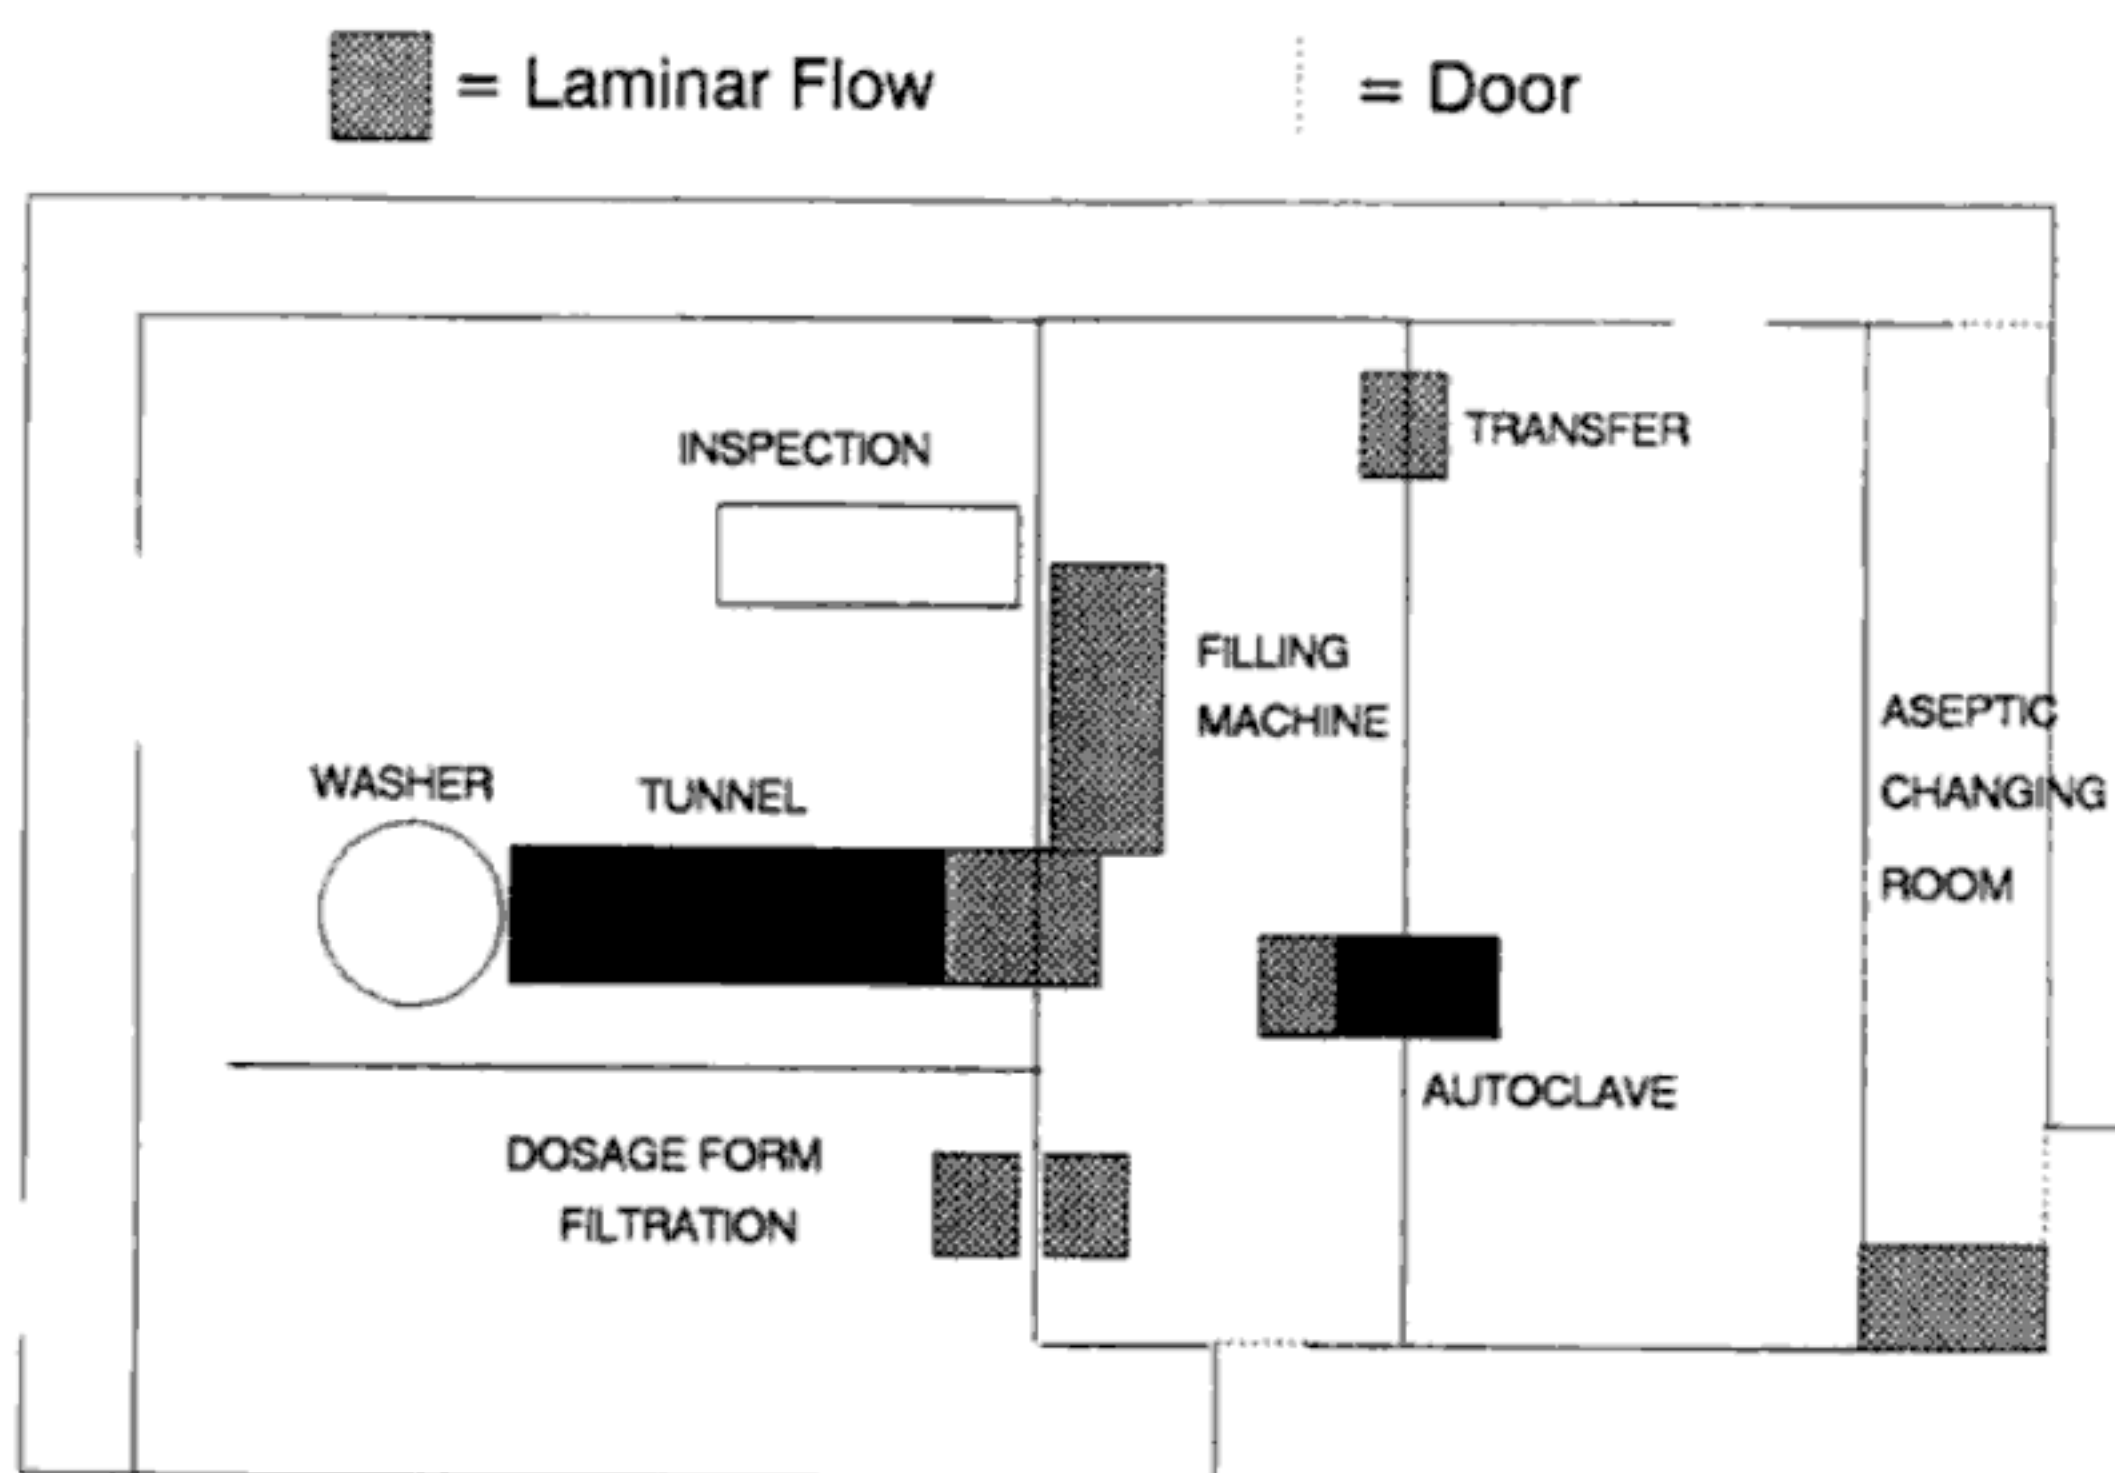 = Laminar Flow
= Door
INSPECTION
TRANSFER
FILLING
MACHINE
WASHER
TUNNEL
ASEPTIC
CHANGING
ROOM
AUTOCLAVE
DOSAGE FORM
FILTRATION